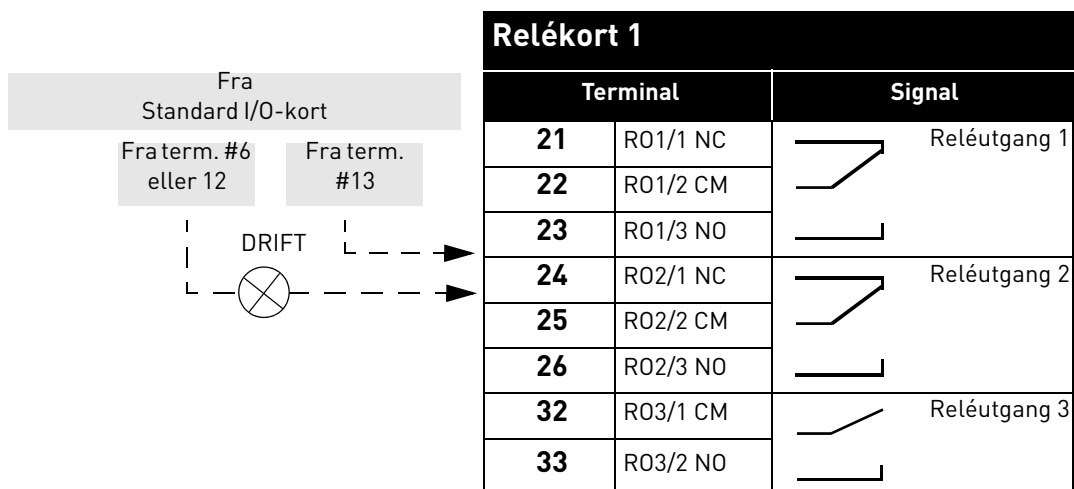 Relékort 1
Fra
Standard I/O-kort
Fra term. #6
eller 12
Fra term.
#13
DRIFT
Terminal Signal
21 RO1/1 NC Reléutgang 1
22 RO1/2 CM
23 RO1/3 NO
24 RO2/1 NC Reléutgang 2
25 RO2/2 CM
26 RO2/3 NO
32 RO3/1 CM Reléutgang 3
33 RO3/2 NO